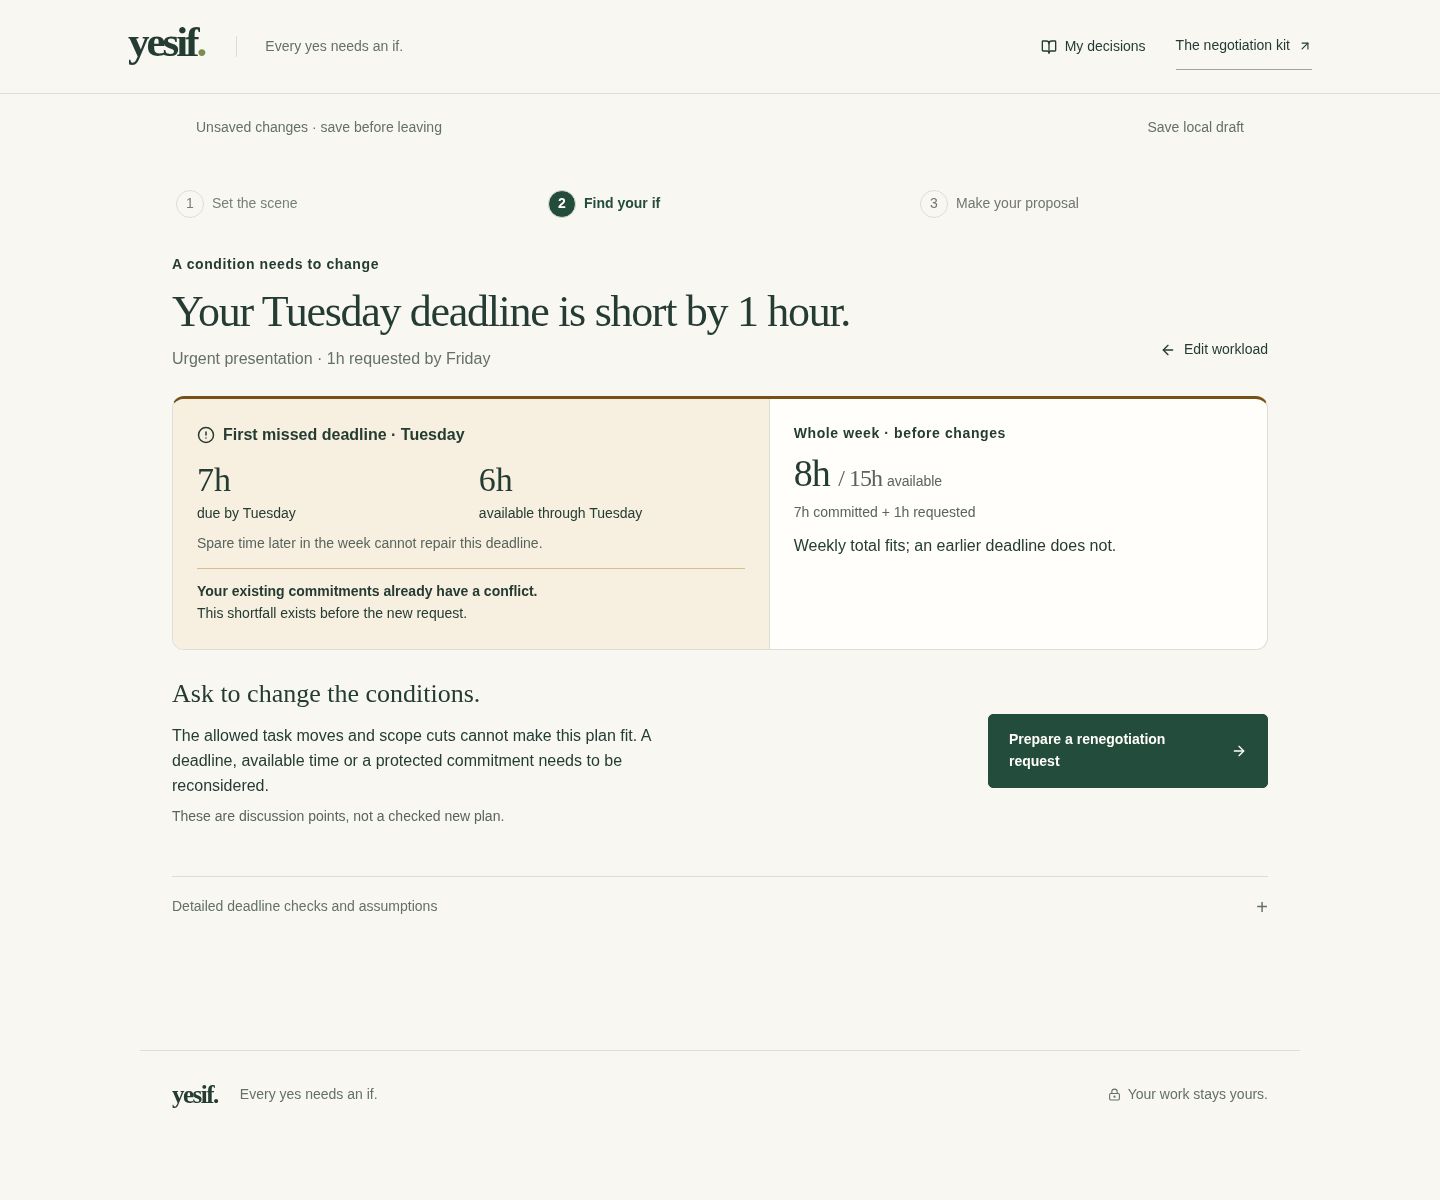 yesif.
Every yes needs an if.
My decisions
The negotiation kit
Unsaved changes · save before leaving
Save local draft
1 Set the scene
2 Find your if
3 Make your proposal
A condition needs to change
Your Tuesday deadline is short by 1 hour.
Urgent presentation · 1h requested by Friday
Edit workload
First missed deadline · Tuesday
7h
due by Tuesday
6h
available through Tuesday
Spare time later in the week cannot repair this deadline.
Your existing commitments already have a conflict.
This shortfall exists before the new request.
Whole week · before changes
8h / 15h available
7h committed + 1h requested
Weekly total fits; an earlier deadline does not.
Ask to change the conditions.
The allowed task moves and scope cuts cannot make this plan fit. A
deadline, available time or a protected commitment needs to be
reconsidered.
These are discussion points, not a checked new plan.
Prepare a renegotiation
request
Detailed deadline checks and assumptions
yesif.
Every yes needs an if.
Your work stays yours.